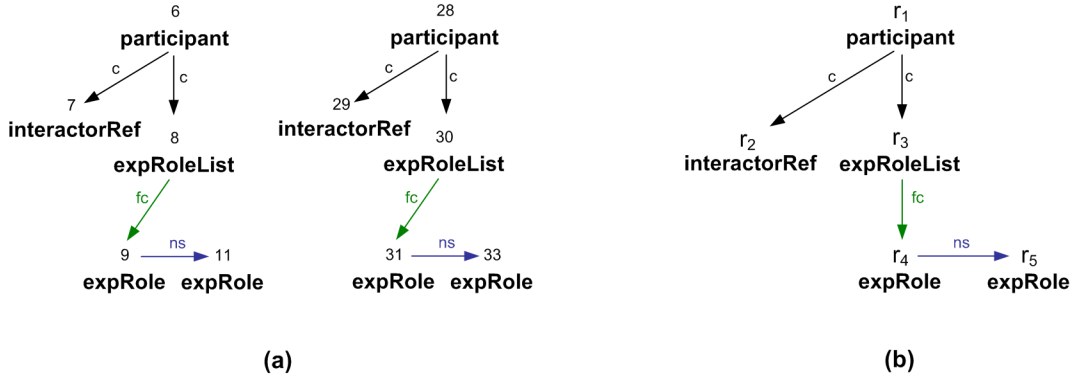 6 28 r₁
participant participant participant
c c c c c c
7 29
interactorRef interactorRef
8 30 r₂ r₃
expRoleList expRoleList interactorRef expRoleList
fc fc fc
ns ns ns
9 11 31 33 r₄ r₅
expRole expRole expRole expRole expRole expRole
(a) (b)